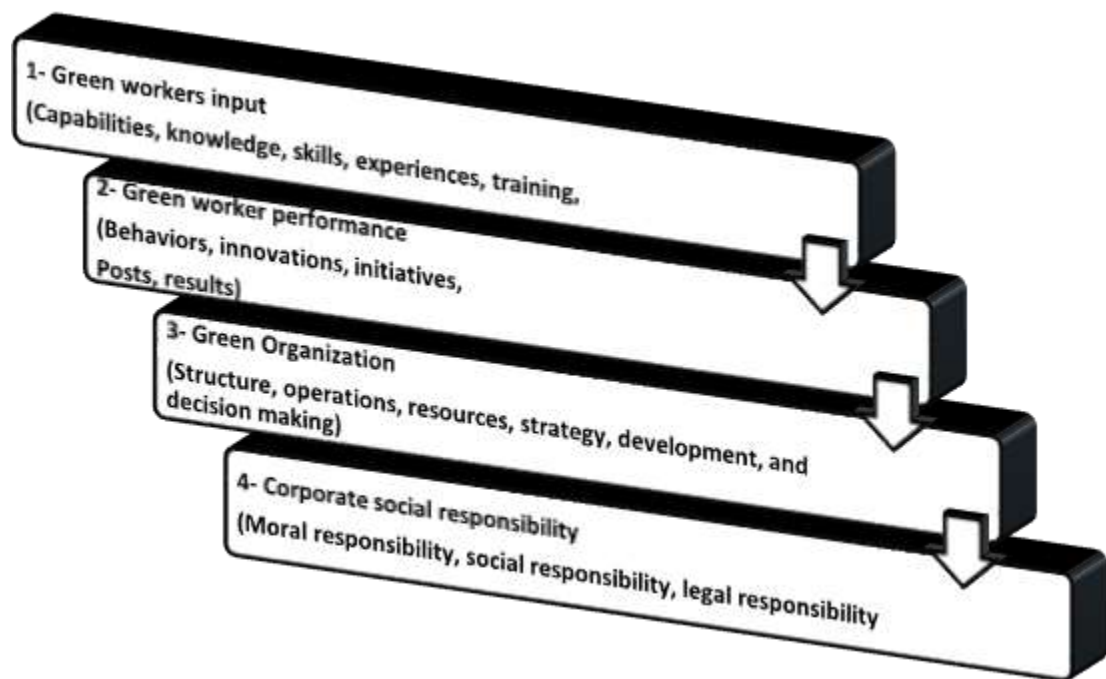 1- Green workers input
(Capabilities, knowledge, skills, experiences, training,
2- Green worker performance
(Behaviors, innovations, initiatives,
Posts, results)
3- Green Organization
(Structure, operations, resources, strategy, development, and
decision making)
4- Corporate social responsibility
(Moral responsibility, social responsibility, legal responsibility